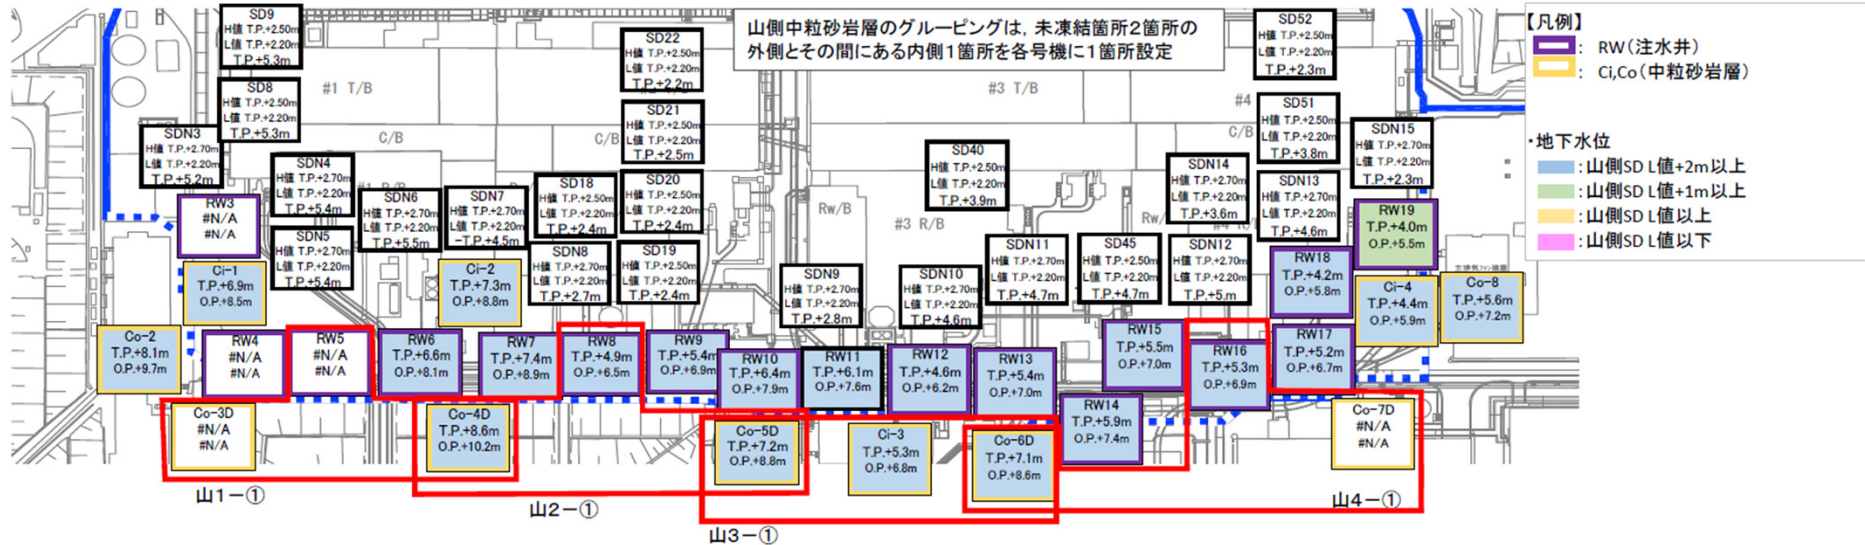 山側中粒砂岩層のグルーピングは，未凍結箇所2箇所の
外側とその間にある内側1箇所を各号機に1箇所設定
【凡例】
： RW（注水井）
： Ci,Co（中粒砂岩層）
・地下水位
：山側SD L値+2m以上
：山側SD L値+1m以上
：山側SD L値以上
：山側SD L値以下
SD9
H値 T.P.+2.50m
L値 T.P.+2.20m
T.P.+5.3m
SD8
H値 T.P.+2.50m
L値 T.P.+2.20m
T.P.+5.3m
SDN3
H値 T.P.+2.70m
L値 T.P.+2.20m
T.P.+5.2m
SDN4
H値 T.P.+2.70m
L値 T.P.+2.20m
T.P.+5.4m
SDN5
H値 T.P.+2.70m
L値 T.P.+2.20m
T.P.+5.4m
SDN6
H値 T.P.+2.70m
L値 T.P.+2.20m
T.P.+5.5m
SDN7
H値 T.P.+2.70m
L値 T.P.+2.20m
T.P.+4.5m
SD18
H値 T.P.+2.50m
L値 T.P.+2.20m
T.P.+2.4m
SDN8
H値 T.P.+2.70m
L値 T.P.+2.20m
T.P.+2.7m
SD22
H値 T.P.+2.50m
L値 T.P.+2.20m
T.P.+2.2m
SD21
H値 T.P.+2.50m
L値 T.P.+2.20m
T.P.+2.5m
SD20
H値 T.P.+2.50m
L値 T.P.+2.20m
T.P.+2.4m
SD19
H値 T.P.+2.50m
L値 T.P.+2.20m
T.P.+2.4m
SDN9
H値 T.P.+2.70m
L値 T.P.+2.20m
T.P.+2.8m
SD40
H値 T.P.+2.50m
L値 T.P.+2.20m
T.P.+3.9m
SDN10
H値 T.P.+2.70m
L値 T.P.+2.20m
T.P.+4.6m
SDN11
H値 T.P.+2.70m
L値 T.P.+2.20m
T.P.+4.7m
SD45
H値 T.P.+2.50m
L値 T.P.+2.20m
T.P.+4.7m
SDN14
H値 T.P.+2.70m
L値 T.P.+2.20m
T.P.+3.6m
SDN12
H値 T.P.+2.70m
L値 T.P.+2.20m
T.P.+5.m
SD52
H値 T.P.+2.50m
L値 T.P.+2.20m
T.P.+2.3m
SD51
H値 T.P.+2.50m
L値 T.P.+2.20m
T.P.+3.8m
SDN13
H値 T.P.+2.70m
L値 T.P.+2.20m
T.P.+4.6m
SDN15
H値 T.P.+2.70m
L値 T.P.+2.20m
T.P.+2.3m
#1 T/B
C/B
C/B
#3 T/B
Rw/B
#3 R/B
#4
C/B
Rw
RW3
#N/A
#N/A
Ci-1
T.P.+6.9m
O.P.+8.5m
Ci-2
T.P.+7.3m
O.P.+8.8m
Co-2
T.P.+8.1m
O.P.+9.7m
RW4
#N/A
#N/A
RW5
#N/A
#N/A
RW6
T.P.+6.6m
O.P.+8.1m
RW7
T.P.+7.4m
O.P.+8.9m
RW8
T.P.+4.9m
O.P.+6.5m
RW9
T.P.+5.4m
O.P.+6.9m
RW10
T.P.+6.4m
O.P.+7.9m
RW11
T.P.+6.1m
O.P.+7.6m
RW12
T.P.+4.6m
O.P.+6.2m
RW13
T.P.+5.4m
O.P.+7.0m
RW14
T.P.+5.9m
O.P.+7.4m
RW15
T.P.+5.5m
O.P.+7.0m
RW16
T.P.+5.3m
O.P.+6.9m
RW17
T.P.+5.2m
O.P.+6.7m
RW18
T.P.+4.2m
O.P.+5.8m
RW19
T.P.+4.0m
O.P.+5.5m
Ci-4
T.P.+4.4m
O.P.+5.9m
Co-8
T.P.+5.6m
O.P.+7.2m
Co-3D
#N/A
#N/A
Co-4D
T.P.+8.6m
O.P.+10.2m
Co-5D
T.P.+7.2m
O.P.+8.8m
Ci-3
T.P.+5.3m
O.P.+6.8m
Co-6D
T.P.+7.1m
O.P.+8.6m
Co-7D
#N/A
#N/A
山1－①
山2－①
山3－①
山4－①